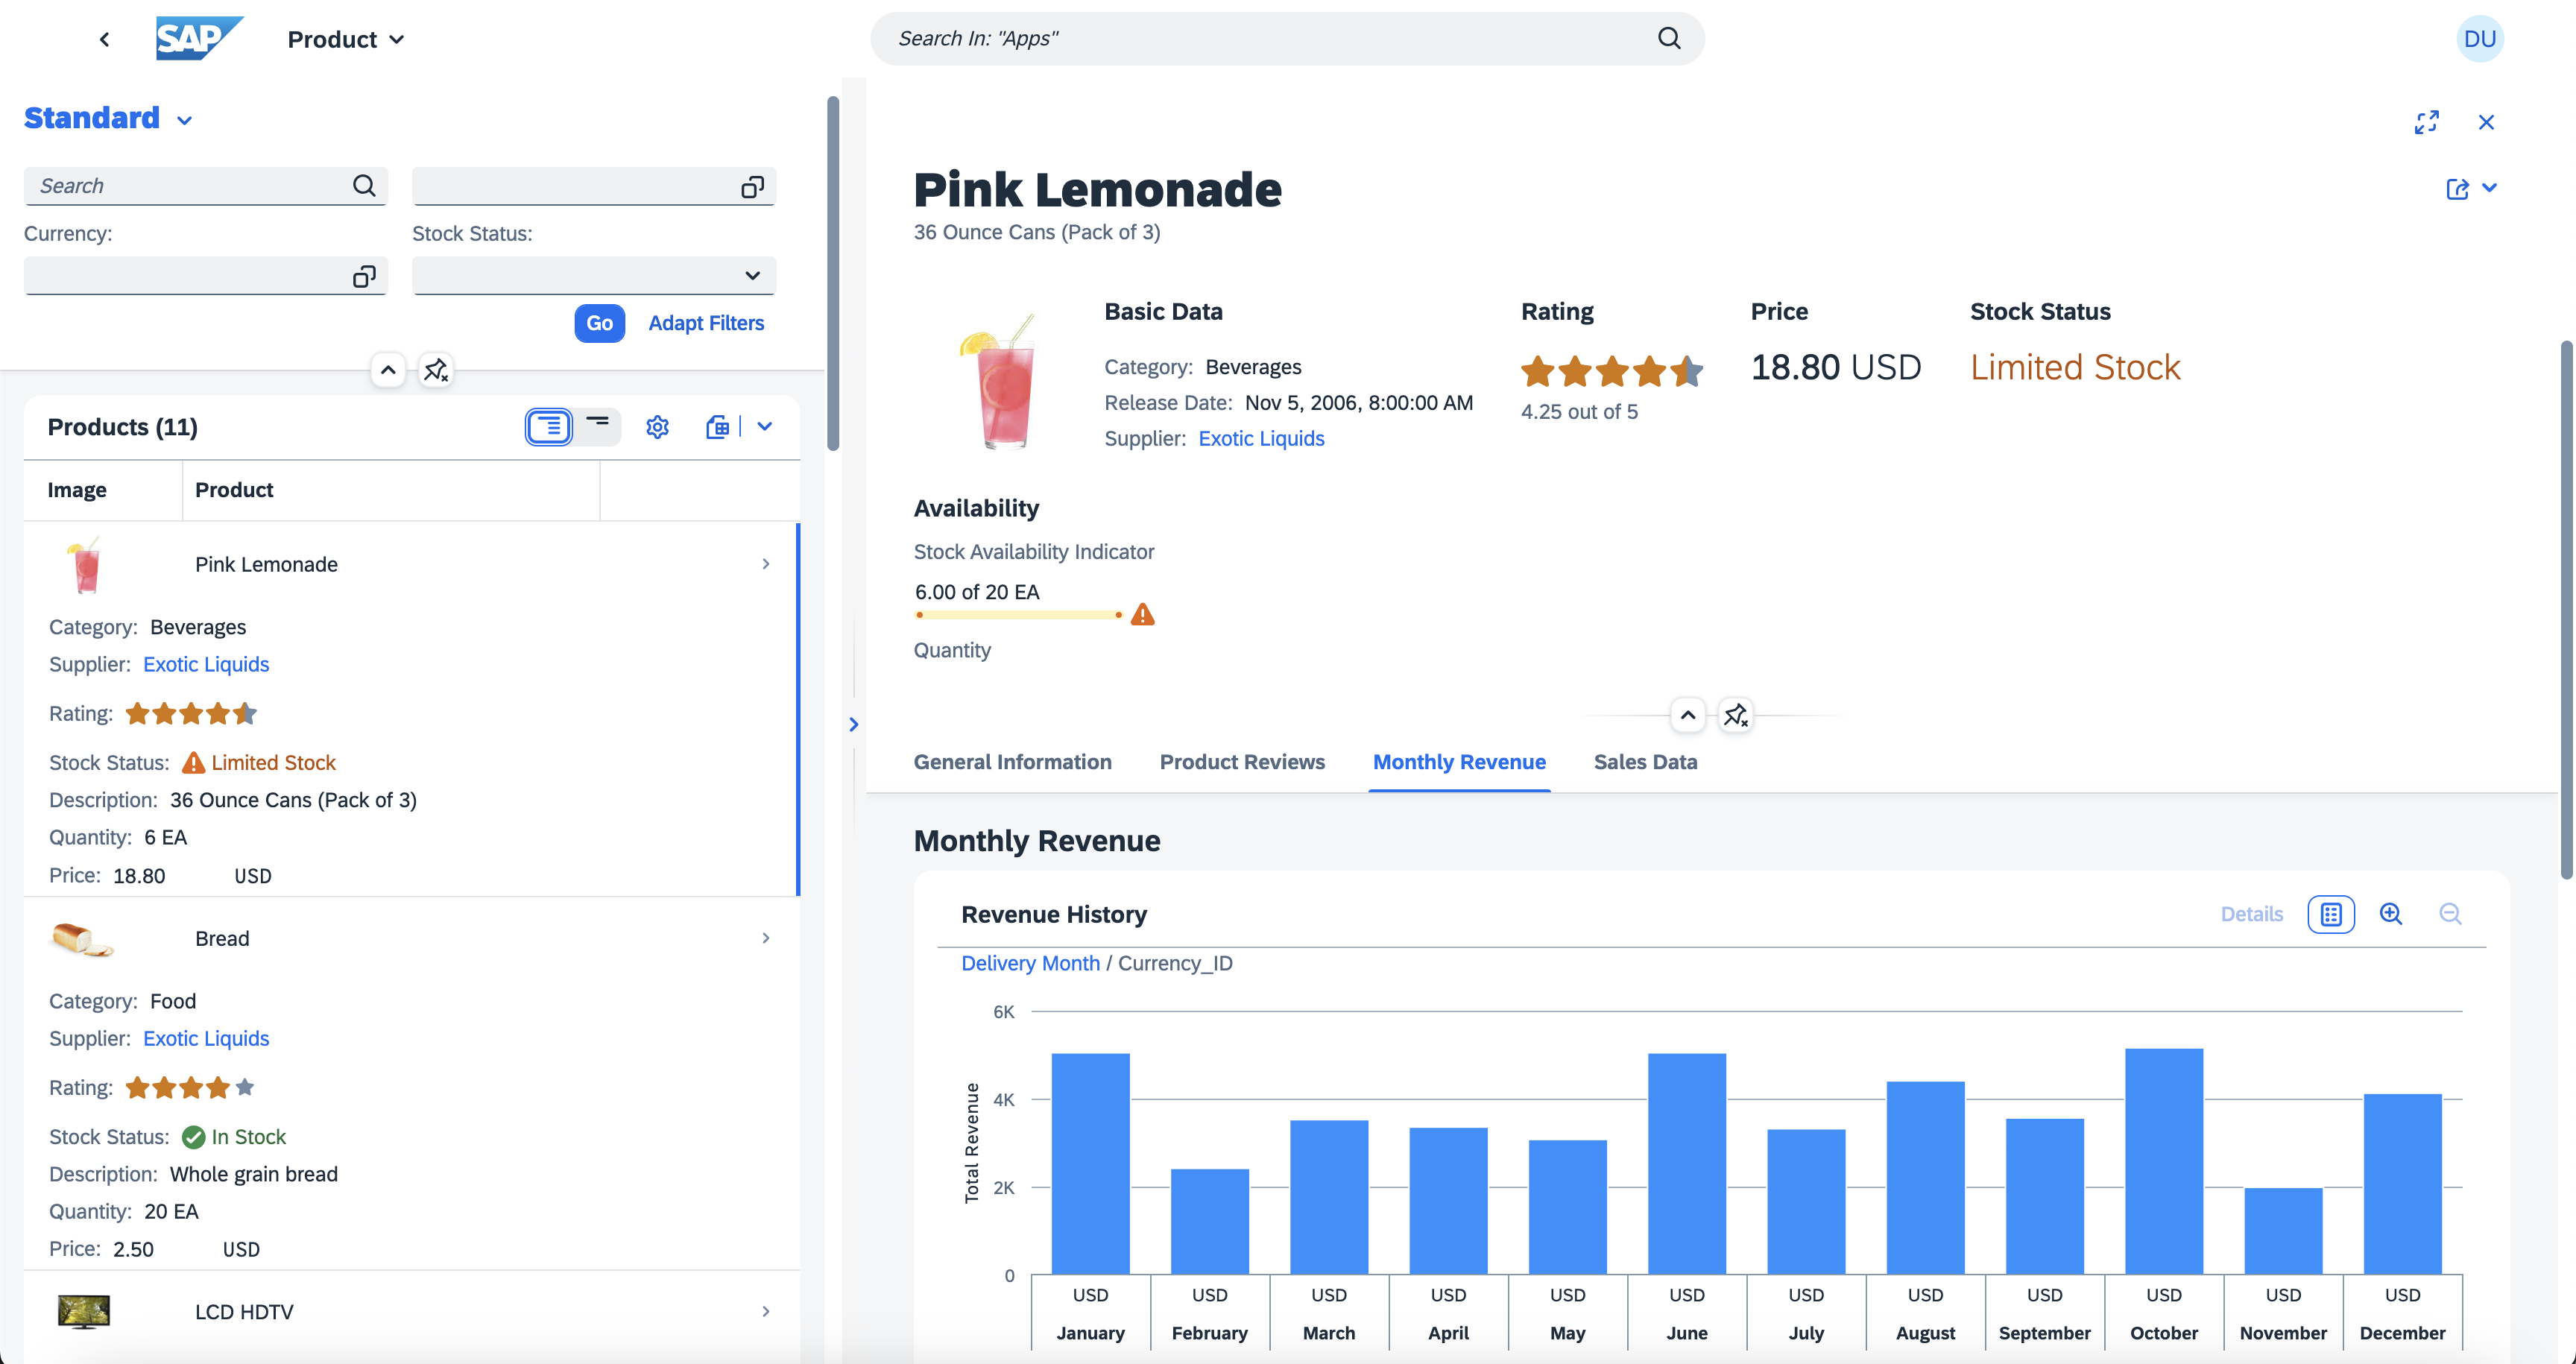 SAP
Product
Search In: "Apps"
DU
Standard
Search
Currency:
Stock Status:
Go
Adapt Filters
Products (11)
Image
Product
Pink Lemonade
Category: Beverages
Supplier: Exotic Liquids
Rating:
Stock Status: Limited Stock
Description: 36 Ounce Cans (Pack of 3)
Quantity: 6 EA
Price: 18.80 USD
Bread
Category: Food
Supplier: Exotic Liquids
Rating:
Stock Status: In Stock
Description: Whole grain bread
Quantity: 20 EA
Price: 2.50 USD
LCD HDTV
Pink Lemonade
36 Ounce Cans (Pack of 3)
Basic Data
Category: Beverages
Release Date: Nov 5, 2006, 8:00:00 AM
Supplier: Exotic Liquids
Rating
4.25 out of 5
Price
18.80 USD
Stock Status
Limited Stock
Availability
Stock Availability Indicator
6.00 of 20 EA
Quantity
General Information
Product Reviews
Monthly Revenue
Sales Data
Monthly Revenue
Revenue History
Details
Delivery Month / Currency_ID
Total Revenue
6K
4K
2K
0
USD USD USD USD USD USD USD USD USD USD USD USD
January February March April May June July August September October November December